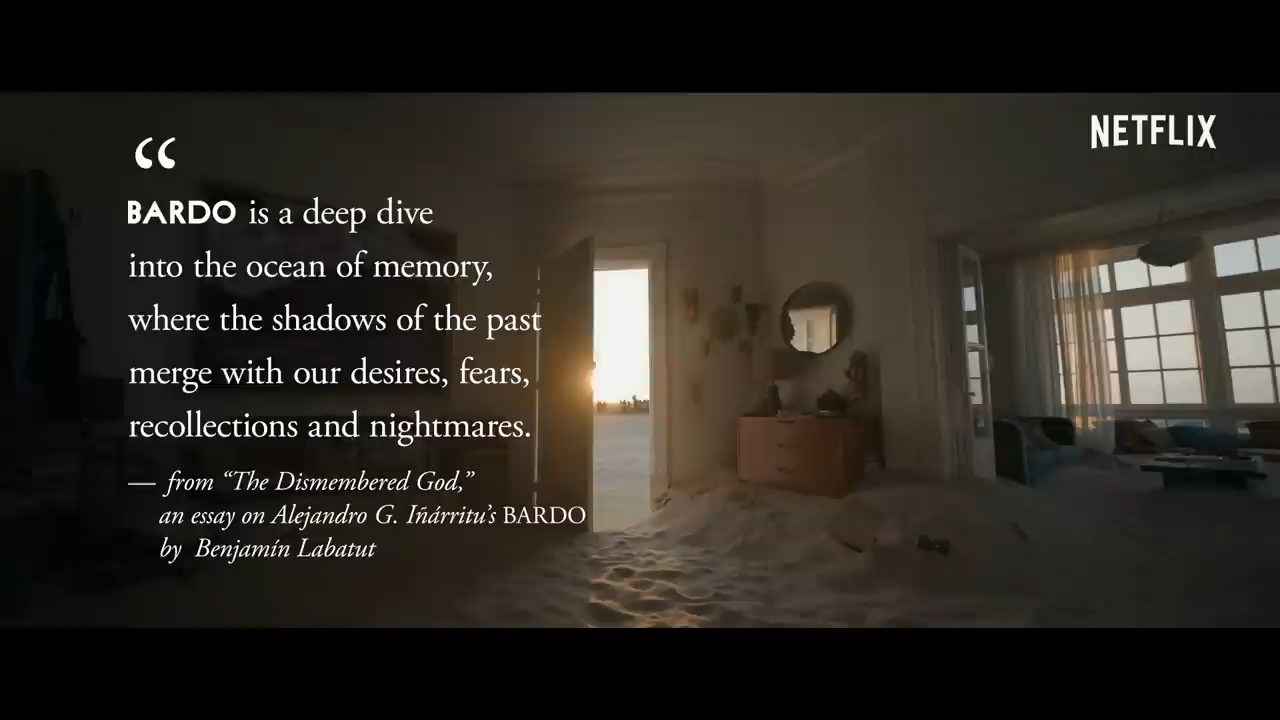 NETFLIX
“
BARDO is a deep dive
into the ocean of memory,
where the shadows of the past
merge with our desires, fears,
recollections and nightmares.
— from “The Dismembered God,”
an essay on Alejandro G. Iñárritu’s BARDO
by Benjamín Labatut